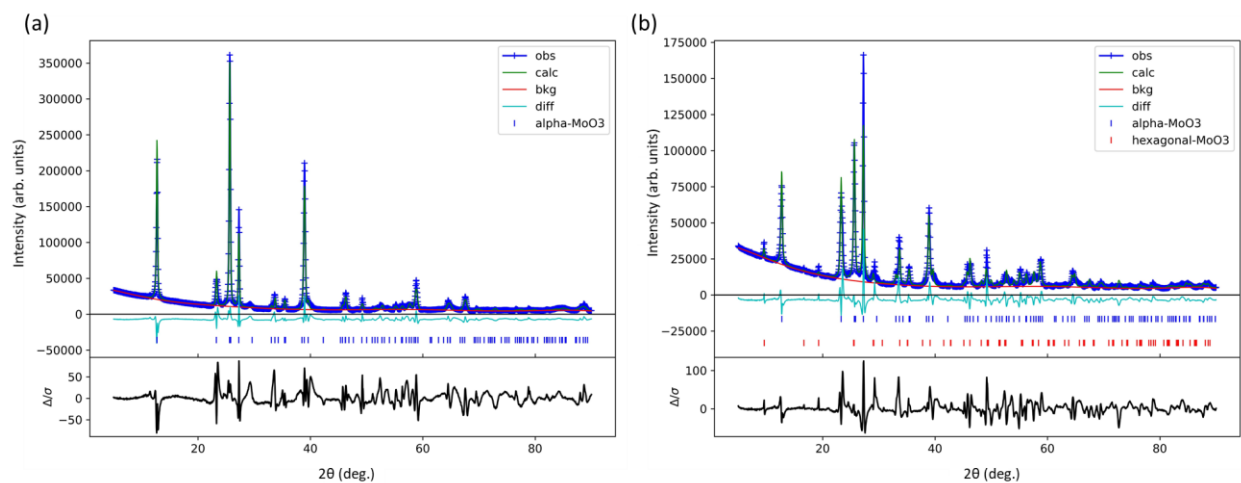 (a)
350000
300000
250000
200000
150000
100000
50000
0
−50000
Intensity (arb. units)
obs
calc
bkg
diff
alpha-MoO3
50
0
−50
Δ/σ
20
40
60
80
2θ (deg.)
(b)
175000
150000
125000
100000
75000
50000
25000
0
−25000
Intensity (arb. units)
obs
calc
bkg
diff
alpha-MoO3
hexagonal-MoO3
100
0
Δ/σ
20
40
60
80
2θ (deg.)